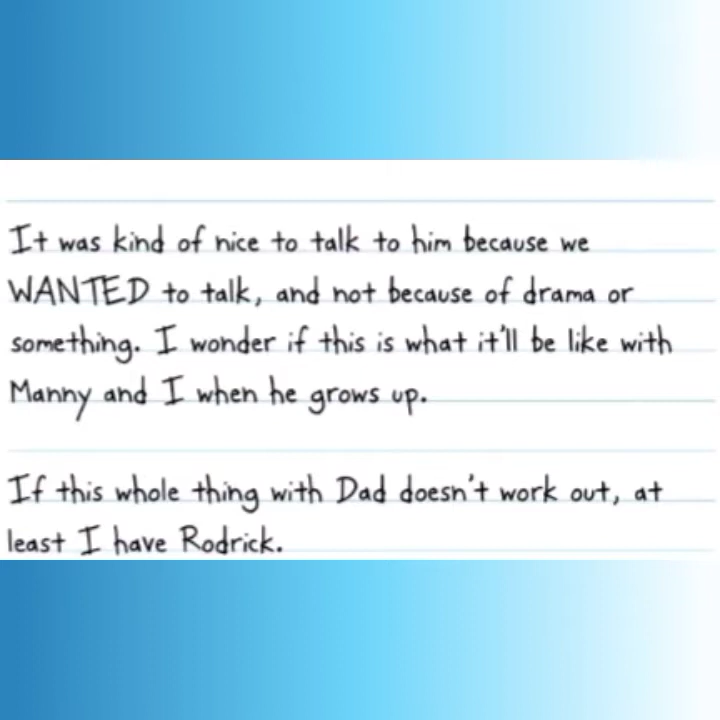 It was kind of nice to talk to him because we
WANTED to talk, and not because of drama or
something. I wonder if this is what it'll be like with
Manny and I when he grows up.
If this whole thing with Dad doesn't work out, at
least I have Rodrick.